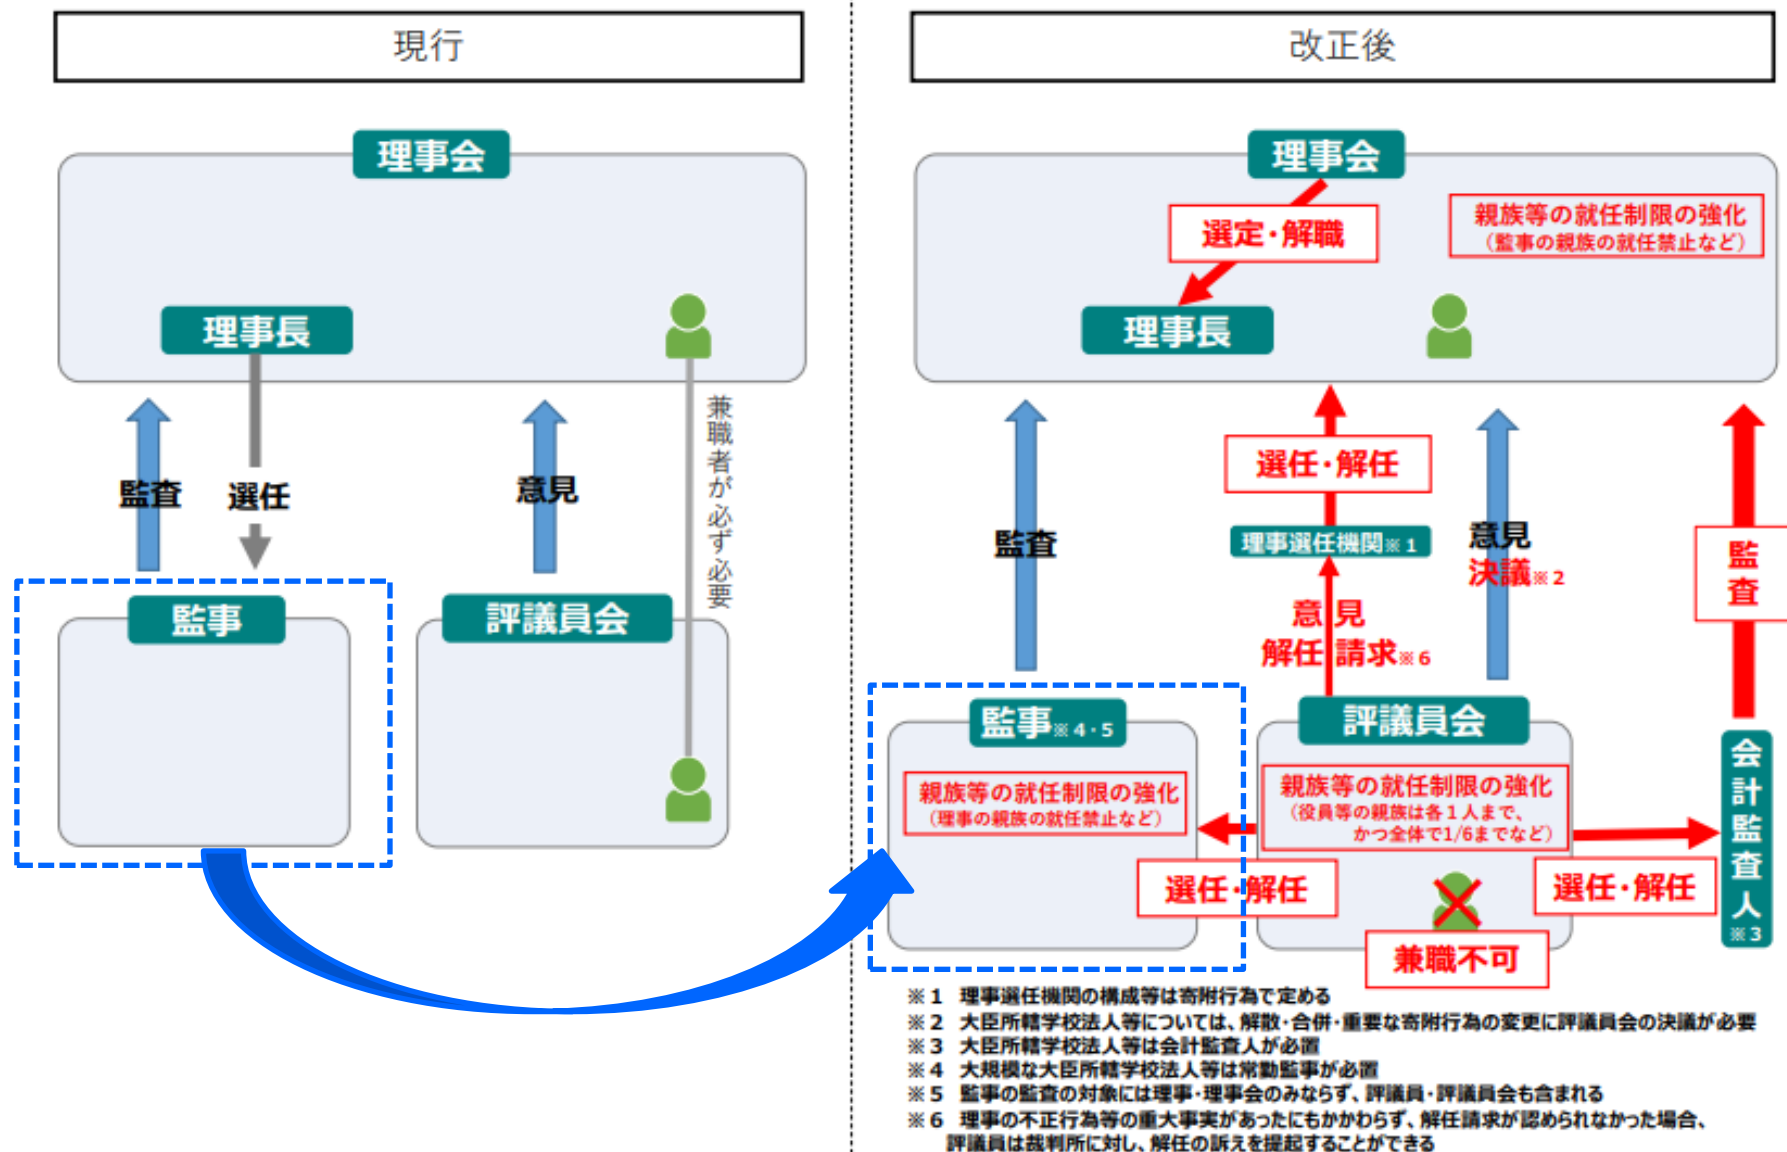 現行
理事会
理事長
監査
選任
意見
兼職者が必ず必要
監事
評議員会
改正後
理事会
選定・解職
親族等の就任制限の強化
（監事の親族の就任禁止など）
理事長
監査
選任・解任
理事選任機関※1
意見
解任請求※6
意見
決議※2
監査
監事※4・5
親族等の就任制限の強化
（理事の親族の就任禁止など）
評議員会
親族等の就任制限の強化
（役員等の親族は各1人まで、
かつ全体で1/6までなど）
選任・解任
選任・解任
兼職不可
会計監査人
※3
※1 理事選任機関の構成等は寄附行為で定める
※2 大臣所轄学校法人等については、解散・合併・重要な寄附行為の変更に評議員会の決議が必要
※3 大臣所轄学校法人等は会計監査人が必置
※4 大規模な大臣所轄学校法人等は常勤監事が必置
※5 監事の監査の対象には理事・理事会のみならず、評議員・評議員会も含まれる
※6 理事の不正行為等の重大事実があったにもかかわらず、解任請求が認められなかった場合、
評議員は裁判所に対し、解任の訴えを提起することができる